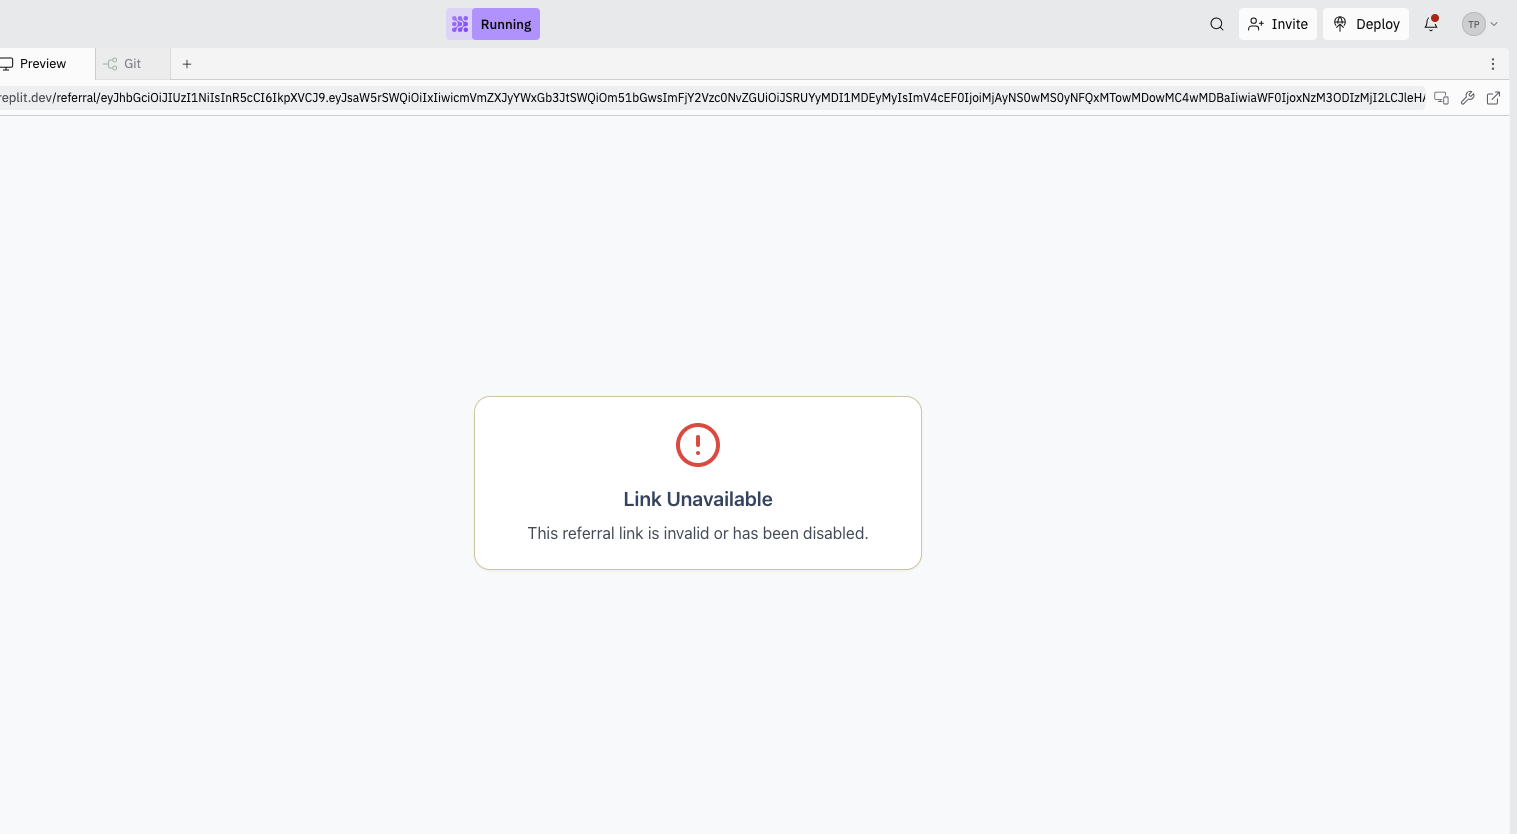 Running
Invite
Deploy
TP
Preview
Git
replit.dev/referral/eyJhbGciOiJIUzI1NiIsInR5cCI6IkpXVCJ9.eyJsaW5rSWQiOiIxIiwicmVmZXJyYWxGb3JtSWQiOm51bGwsImFjY2Vzc0NvZGUiOiJSRUYyMDI1MDEyMyIsImV4cEF0IjoiMjAyNS0wMS0yNFQxMTowMDowMC4wMDBaIiwiaWF0IjoxNzM3ODIzMjI2LCJleHA
Link Unavailable
This referral link is invalid or has been disabled.